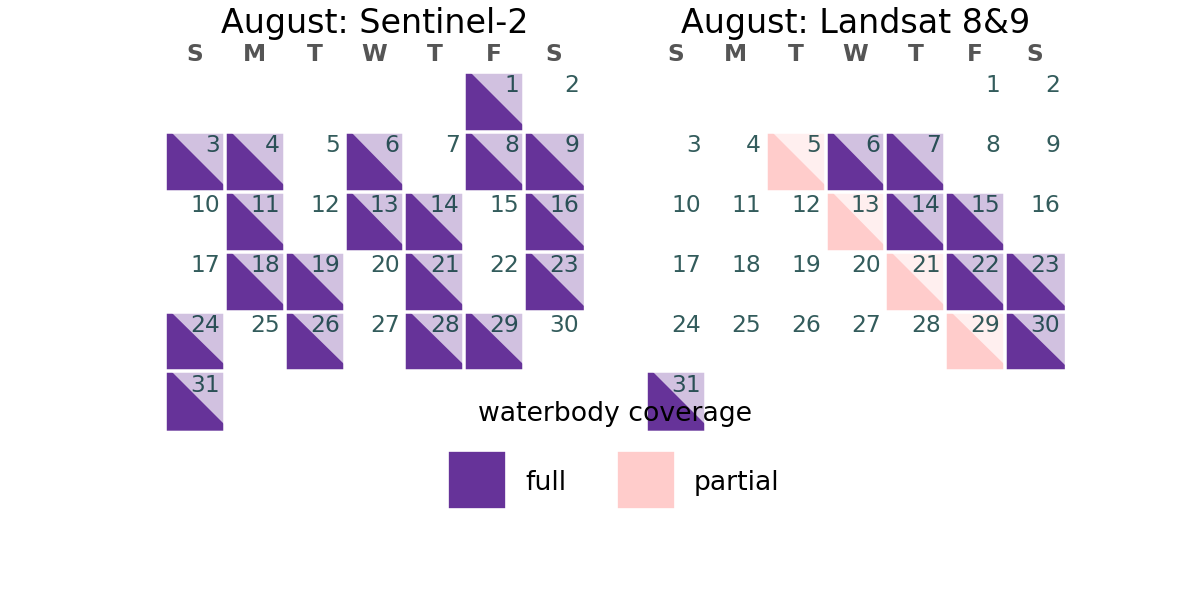 August: Sentinel-2
S M T W T F S
1 2
3 4 5 6 7 8 9
10 11 12 13 14 15 16
17 18 19 20 21 22 23
24 25 26 27 28 29 30
31
August: Landsat 8&9
S M T W T F S
1 2
3 4 5 6 7 8 9
10 11 12 13 14 15 16
17 18 19 20 21 22 23
24 25 26 27 28 29 30
31
waterbody coverage
full partial